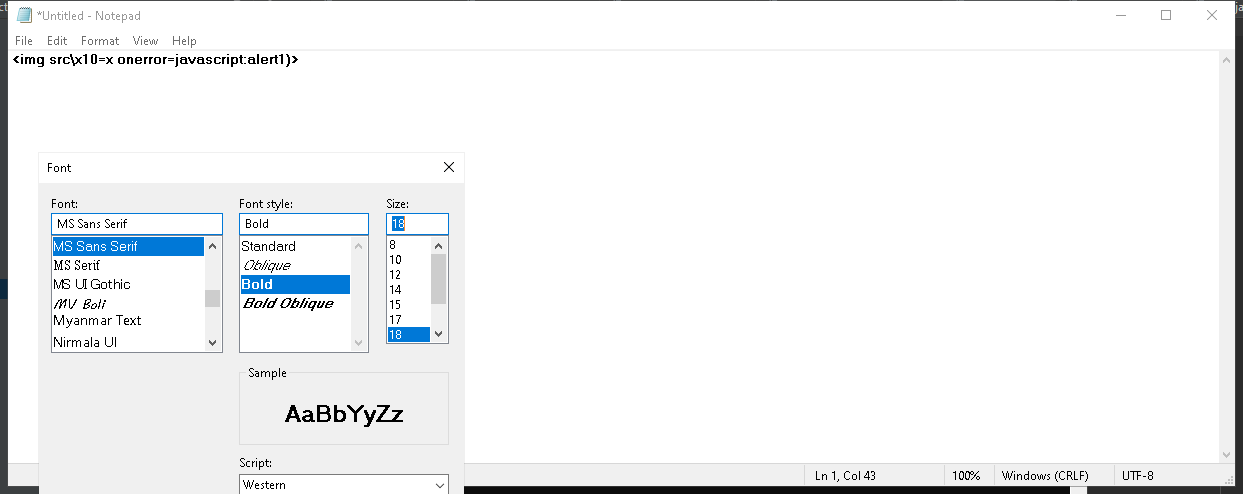 *Untitled - Notepad
File Edit Format View Help
<img src\x10=x onerror=javascript:alert1)>
Font
Font: Font style: Size:
MS Sans Serif Bold 18
MS Sans Serif Standard 8
MS Serif Oblique 10
MS UI Gothic Bold 12
MV Boli Bold Oblique 14
Myanmar Text 15
Nirmala UI 17
18
Sample
AaBbYyZz
Script:
Western
Ln 1, Col 43 100% Windows (CRLF) UTF-8